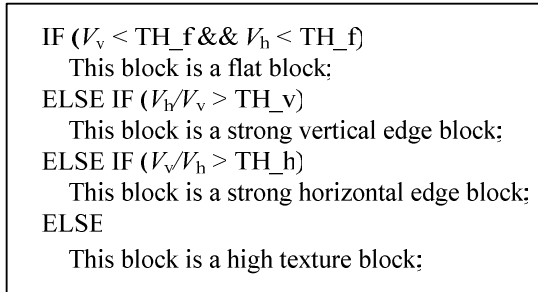 IF (Vv < TH_f && Vh < TH_f)
This block is a flat block;
ELSE IF (Vh/Vv > TH_v)
This block is a strong vertical edge block;
ELSE IF (Vv/Vh > TH_h)
This block is a strong horizontal edge block;
ELSE
This block is a high texture block;